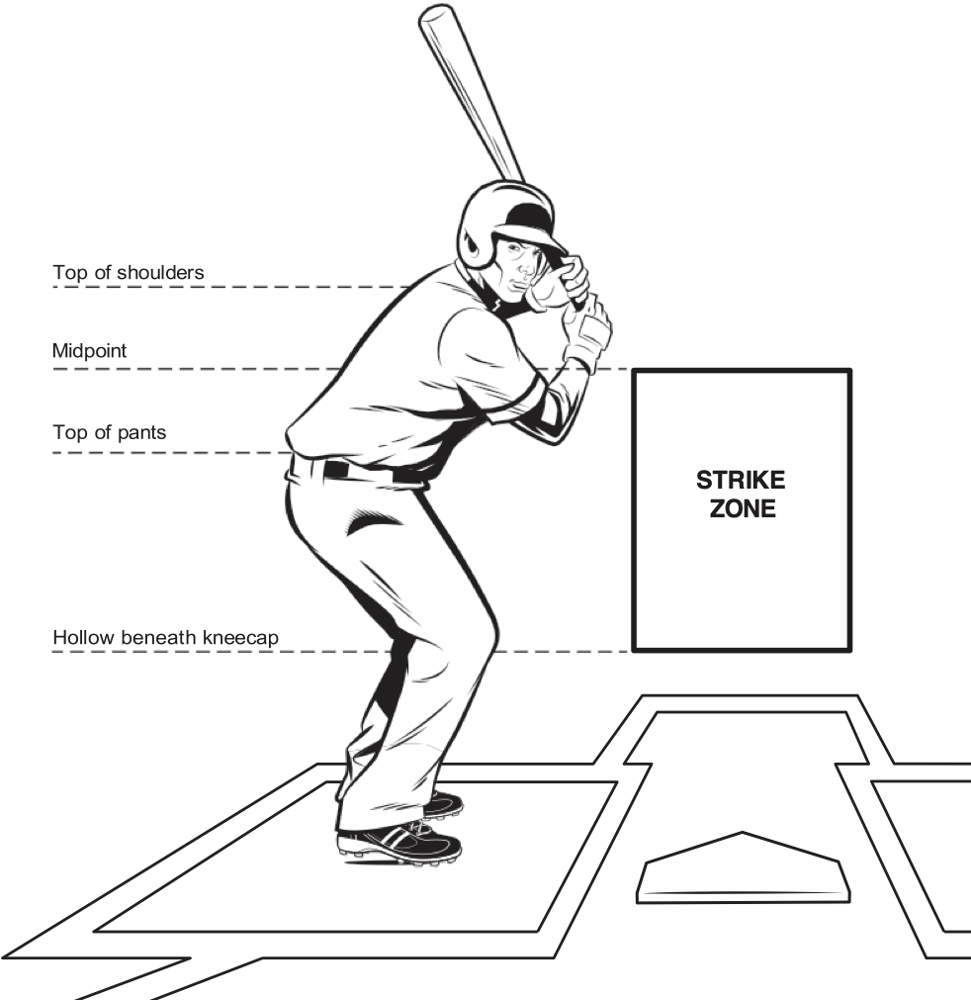 Top of shoulders
Midpoint
Top of pants
STRIKE
ZONE
Hollow beneath kneecap